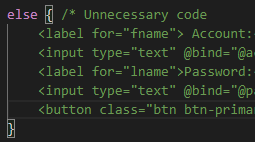 else { /* Unnecessary code
<label for="fname"> Account:
<input type="text" @bind="@a
<label for="lname">Password:
<input type="text" @bind="@p
<button class="btn btn-prima
}